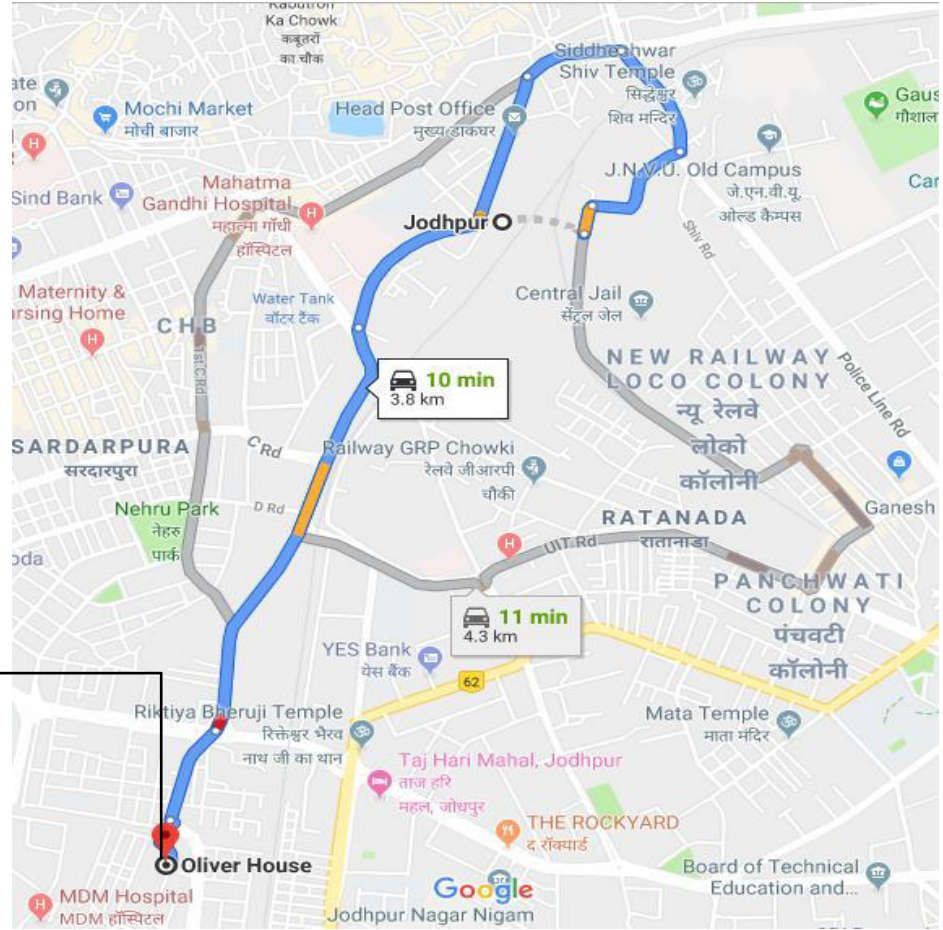 Ka Chowk
कबूतरों
का चौक
Siddheshwar
Shiv Temple
सिद्धेश्वर
शिव मन्दिर
Mochi Market
मोची बाजार
Head Post Office
मुख्य डाकघर
Gaus
गौशाला
J.N.V.U. Old Campus
जे.एन.वी.यू.
ओल्ड कैम्पस
Car
Sind Bank
Mahatma
Gandhi Hospital
महात्मा गाँधी
हॉस्पिटल
Jodhpur
Shiv Rd
Maternity &
ursing Home
Water Tank
वॉटर टैंक
Central Jail
सेंट्रल जेल
CHB
1st C Rd
NEW RAILWAY
LOCO COLONY
न्यू रेलवे
लोको
कॉलोनी
Police Line Rd
10 min
3.8 km
SARDARPURA
सरदारपुरा
C Rd
Railway GRP Chowki
रेलवे जीआरपी
चौकी
Nehru Park
नेहरु
पार्क
D Rd
Ganesh
RATANADA
रातानाडा
UIT Rd
oda
PANCHWATI
COLONY
पंचवटी
कॉलोनी
11 min
4.3 km
YES Bank
येस बैंक
62
Riktiya Bheruji Temple
रिक्तेश्वर भैरव
नाथ जी का थान
Mata Temple
माता मंदिर
Taj Hari Mahal, Jodhpur
ताज हरि
महल, जोधपुर
THE ROCKYARD
द रॉक्यार्ड
Oliver House
Board of Technical
Education and...
MDM Hospital
MDM हॉस्पिटल
Google
Jodhpur Nagar Nigam